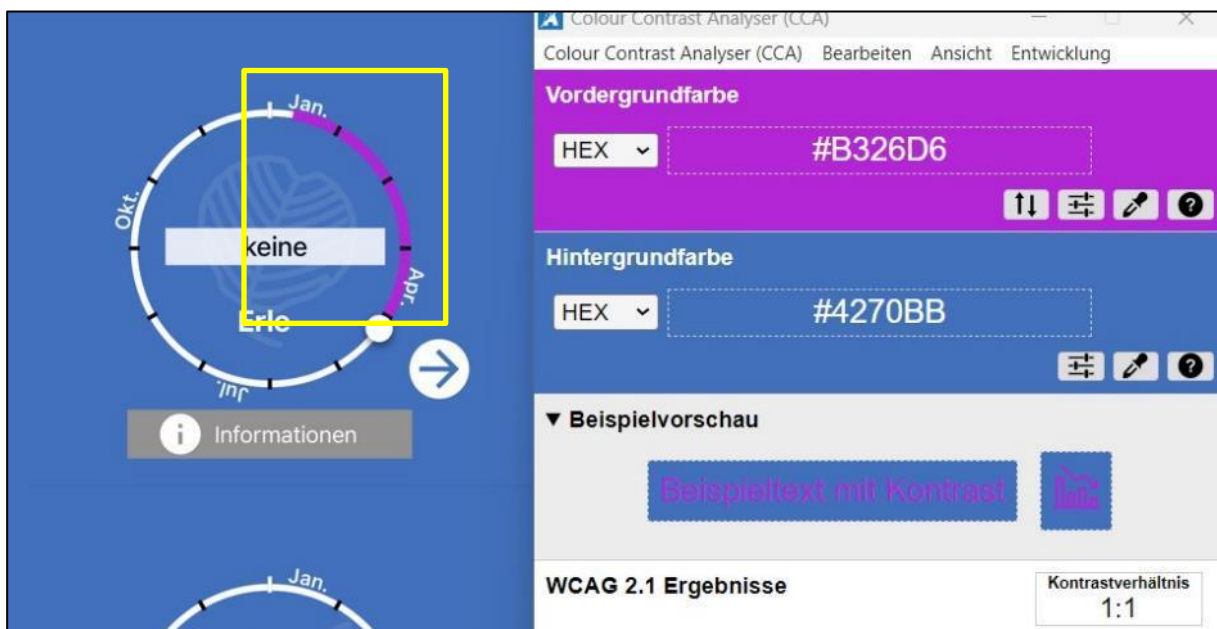 Jan.
Okt.
keine
Apr.
Erle
Jul.
i Informationen
Jan.
Colour Contrast Analyser (CCA)
Colour Contrast Analyser (CCA) Bearbeiten Ansicht Entwicklung
Vordergrundfarbe
HEX #B326D6
?
Hintergrundfarbe
HEX #4270BB
?
▼ Beispielvorschau
Beispieltext mit Kontrast
WCAG 2.1 Ergebnisse
Kontrastverhältnis
1:1